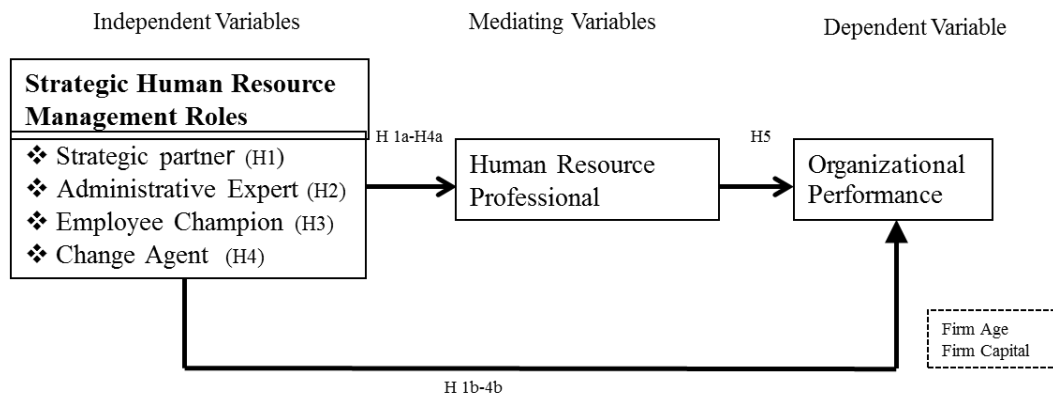 Independent Variables
Mediating Variables
Dependent Variable
Strategic Human Resource
Management Roles
❖ Strategic partner (H1)
❖ Administrative Expert (H2)
❖ Employee Champion (H3)
❖ Change Agent (H4)
H 1a-H4a
Human Resource
Professional
H5
Organizational
Performance
H 1b-4b
Firm Age
Firm Capital